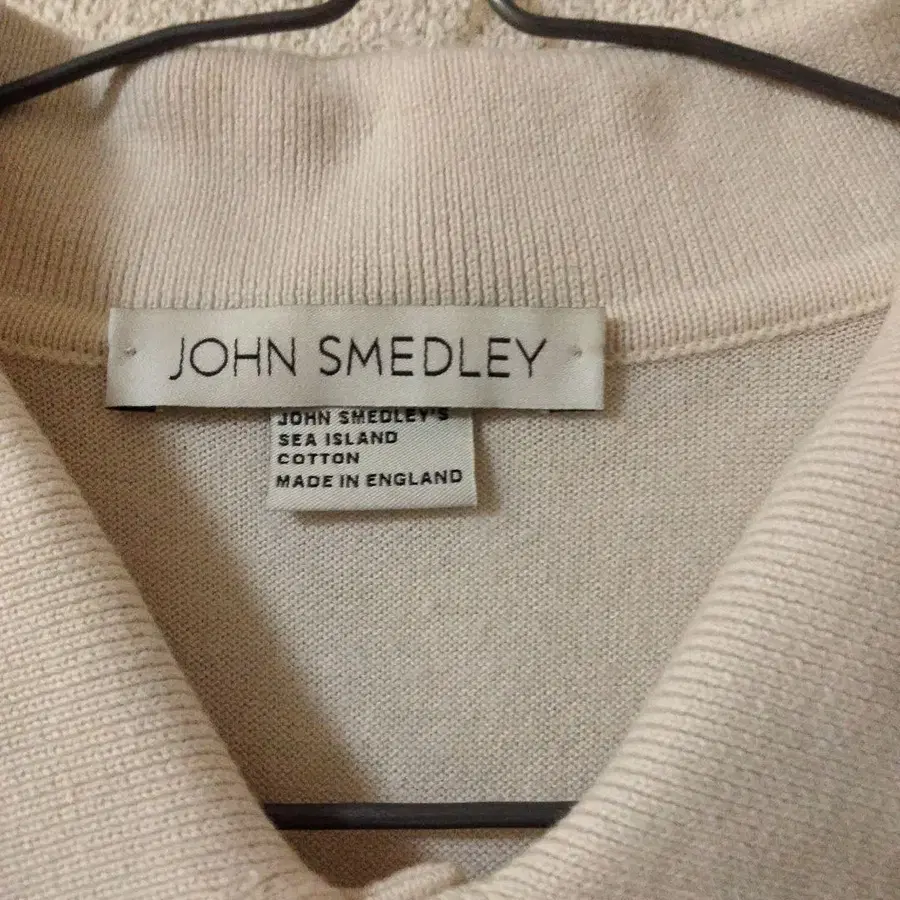 JOHN SMEDLEY
JOHN SMEDLEY'S
SEA ISLAND
COTTON
MADE IN ENGLAND